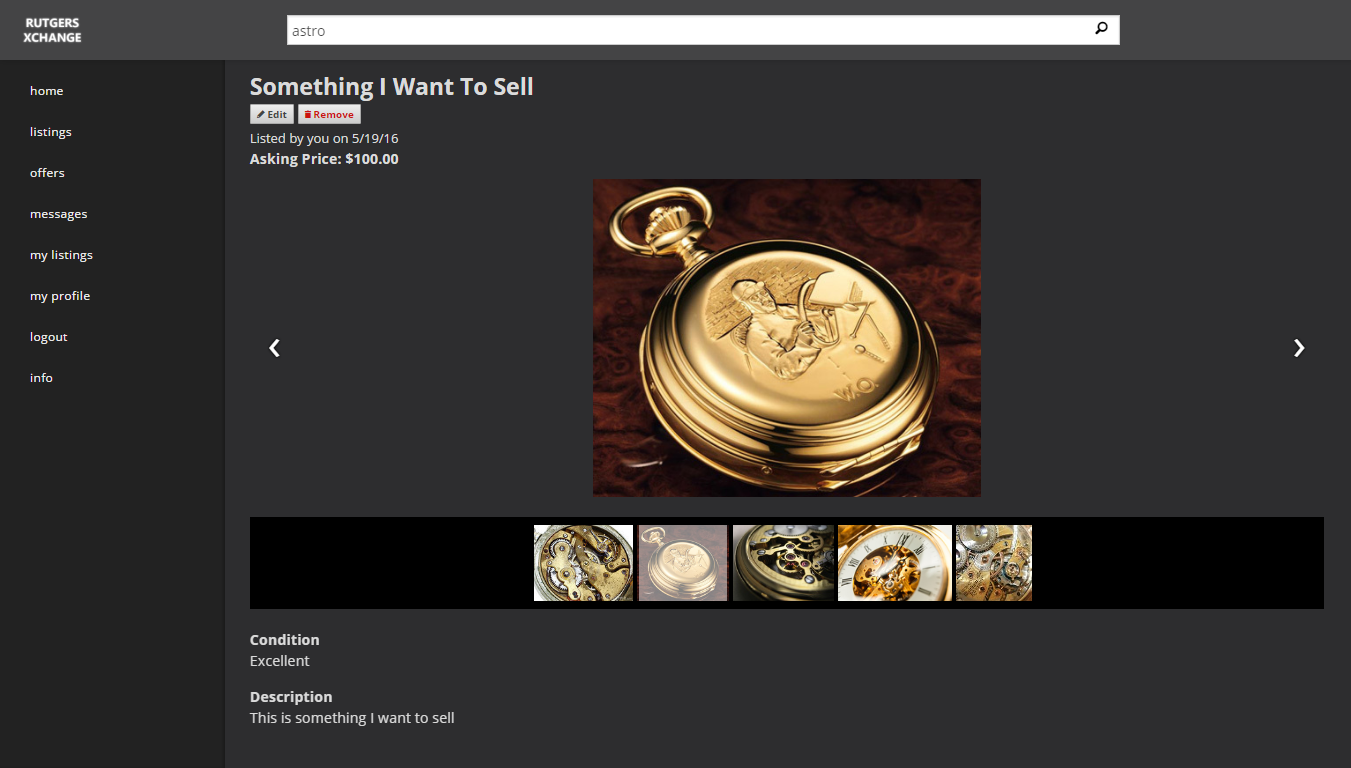 RUTGERS
XCHANGE
astro
home
listings
offers
messages
my listings
my profile
logout
info
Something I Want To Sell
Edit Remove
Listed by you on 5/19/16
Asking Price: $100.00
W.O.
Condition
Excellent
Description
This is something I want to sell